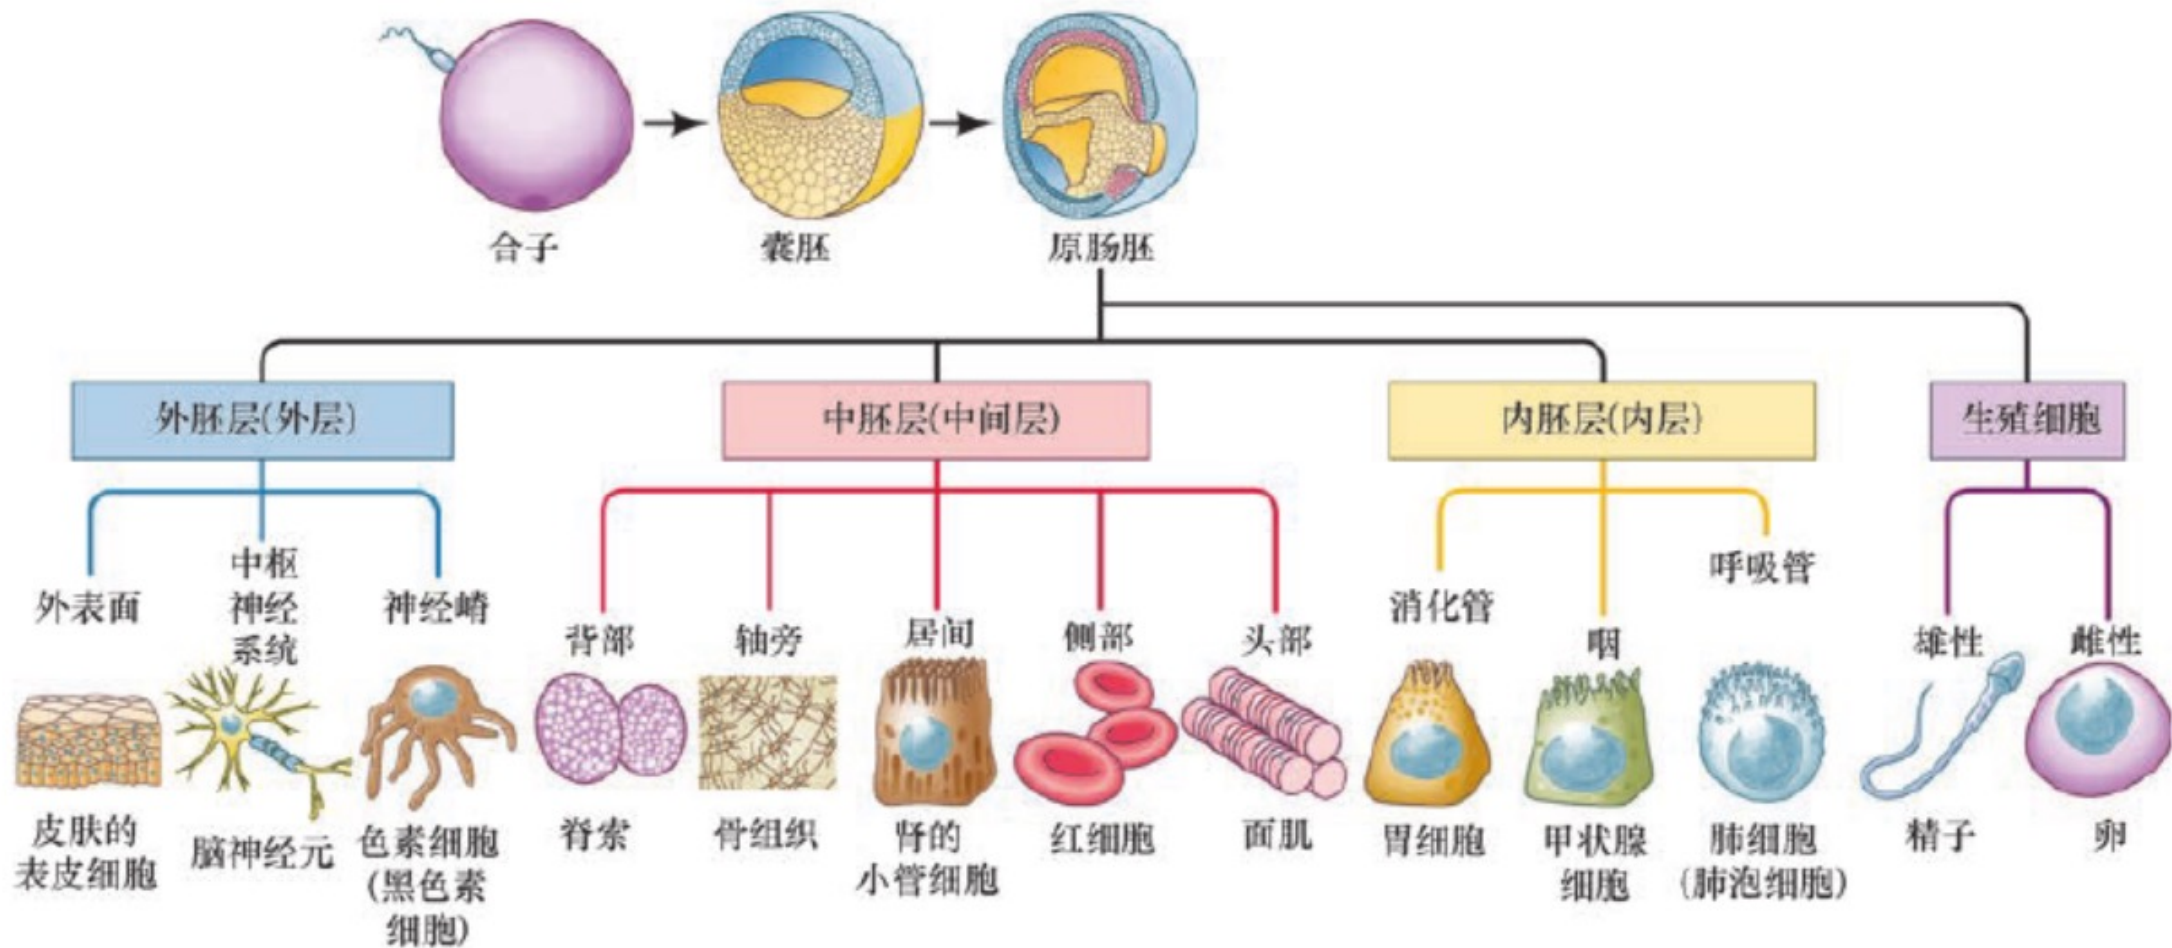 合子
囊胚
原肠胚
外胚层(外层)
中胚层(中间层)
内胚层(内层)
生殖细胞
外表面
中枢
神经
系统
神经嵴
背部
轴旁
居间
侧部
头部
消化管
咽
呼吸管
雄性
雌性
皮肤的
表皮细胞
脑神经元
色素细胞
(黑色素
细胞)
脊索
骨组织
肾的
小管细胞
红细胞
面肌
胃细胞
甲状腺
细胞
肺细胞
(肺泡细胞)
精子
卵